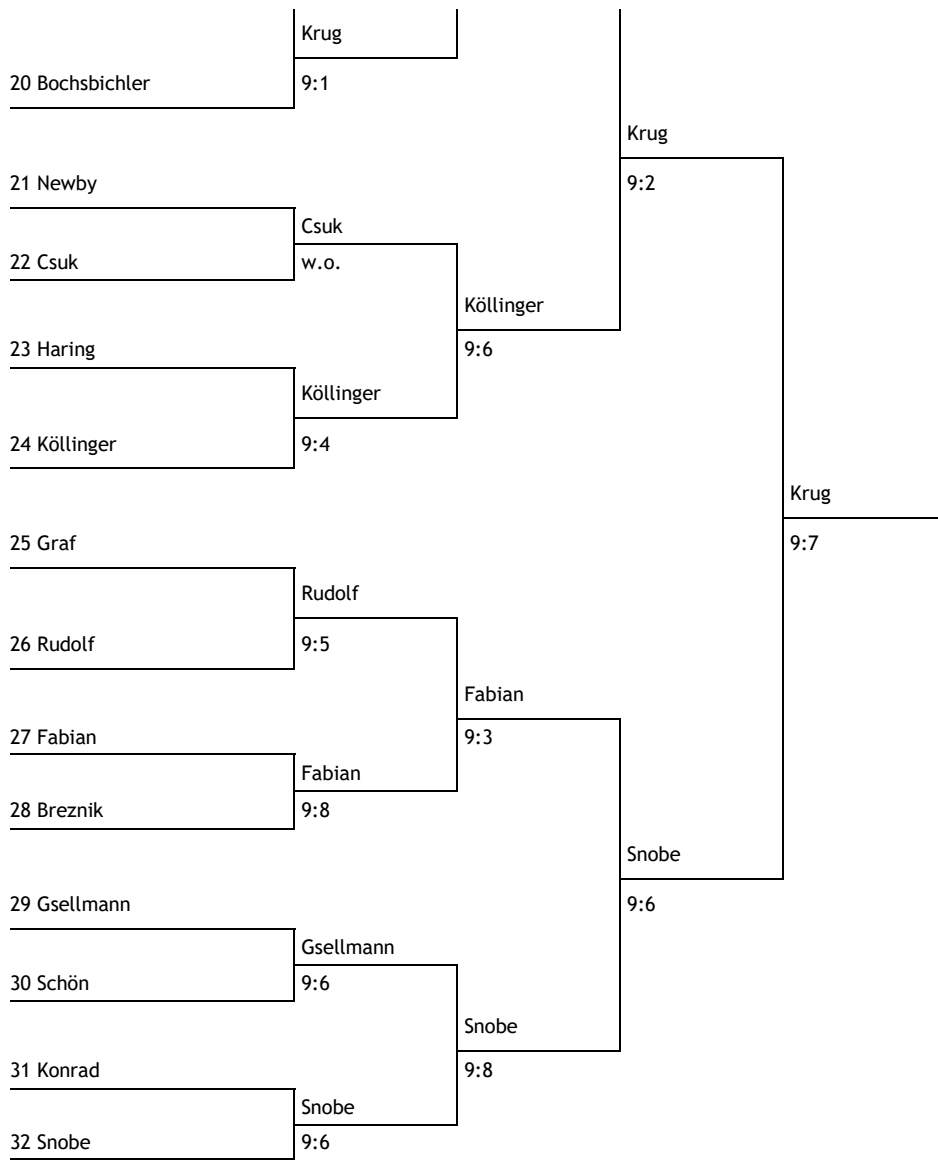 Krug
20 Bochsbichler
9:1
Krug
21 Newby
9:2
Csuk
22 Csuk
w.o.
Köllinger
23 Haring
9:6
Köllinger
24 Köllinger
9:4
Krug
25 Graf
9:7
Rudolf
26 Rudolf
9:5
Fabian
27 Fabian
9:3
Fabian
28 Breznik
9:8
Snobe
29 Gsellmann
9:6
Gsellmann
30 Schön
9:6
Snobe
31 Konrad
9:8
Snobe
32 Snobe
9:6